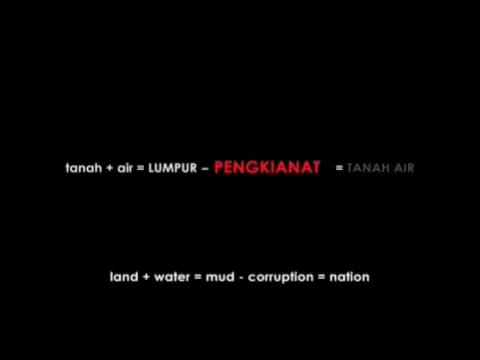 tanah + air = LUMPUR – PENGKIANAT = TANAH AIR
land + water = mud - corruption = nation